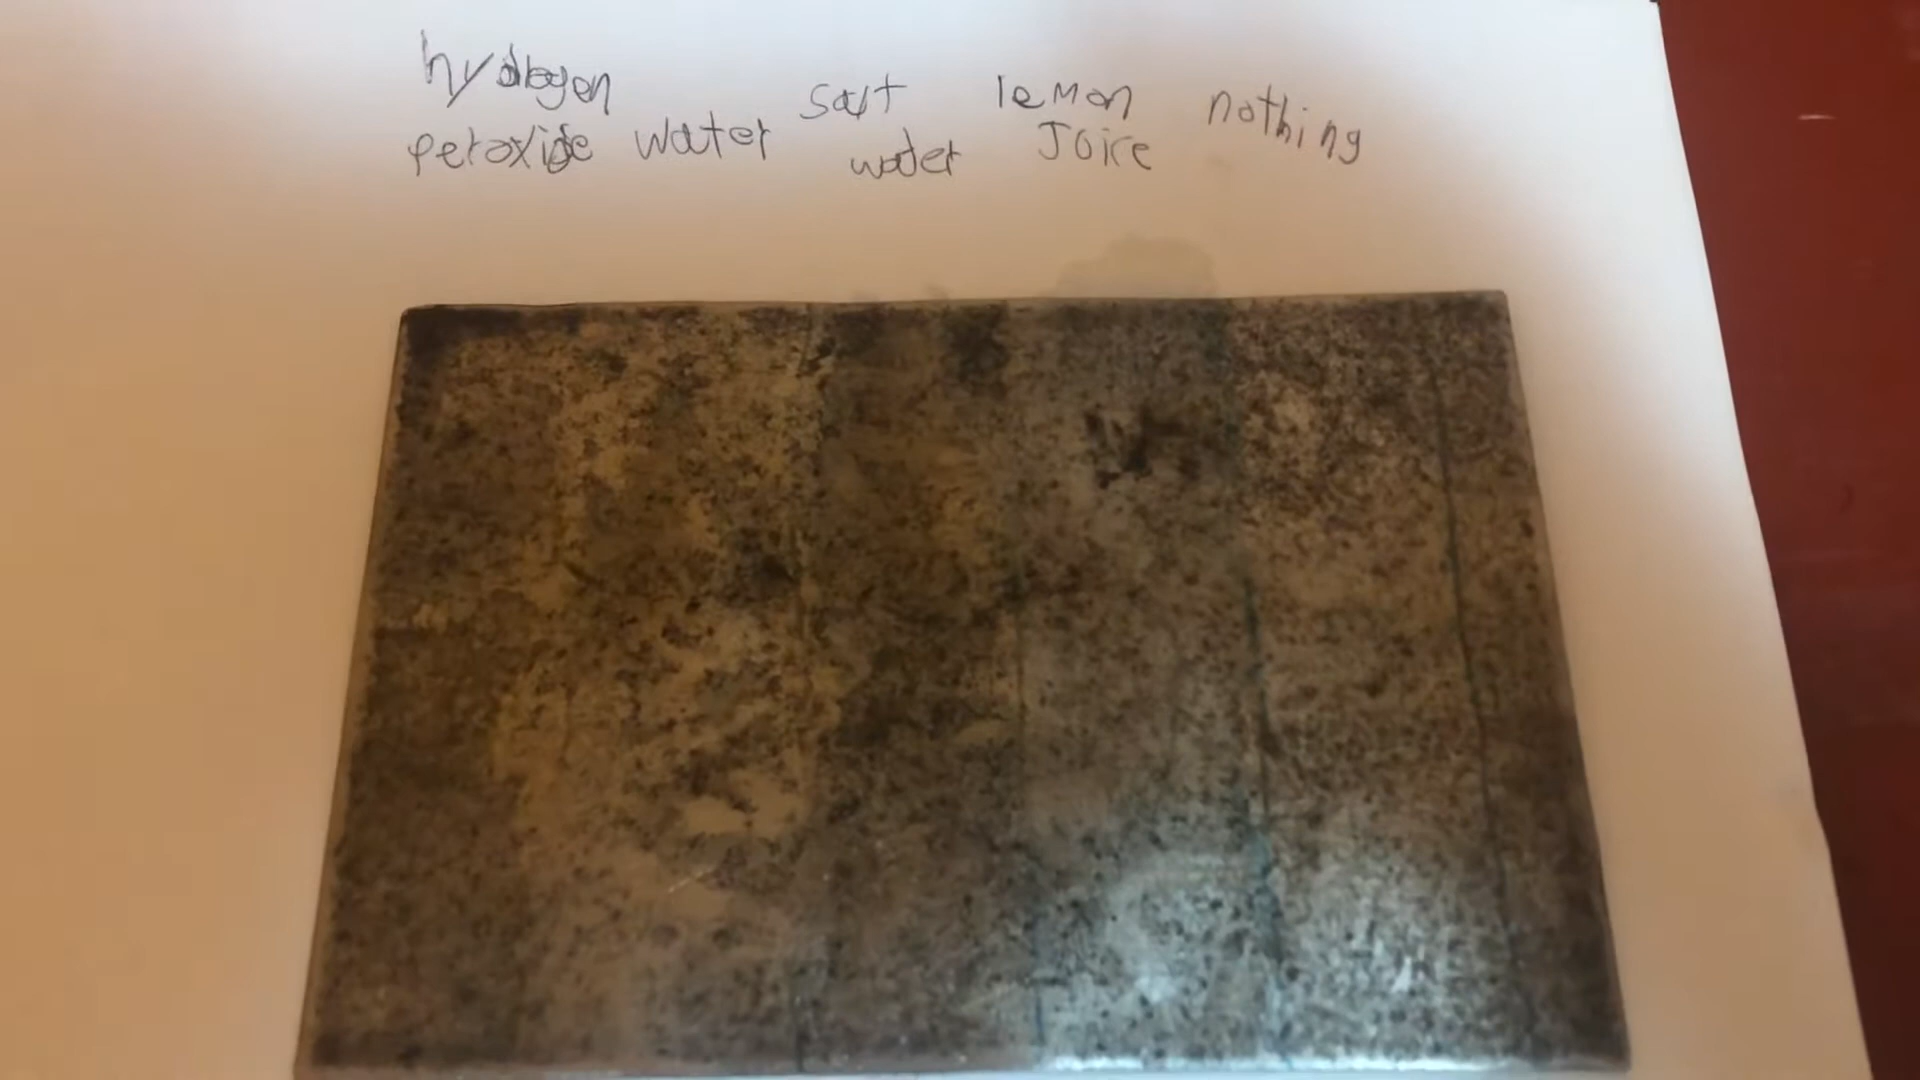 hydrogen
peroxide
water
salt
water
lemon
Joice
nothing